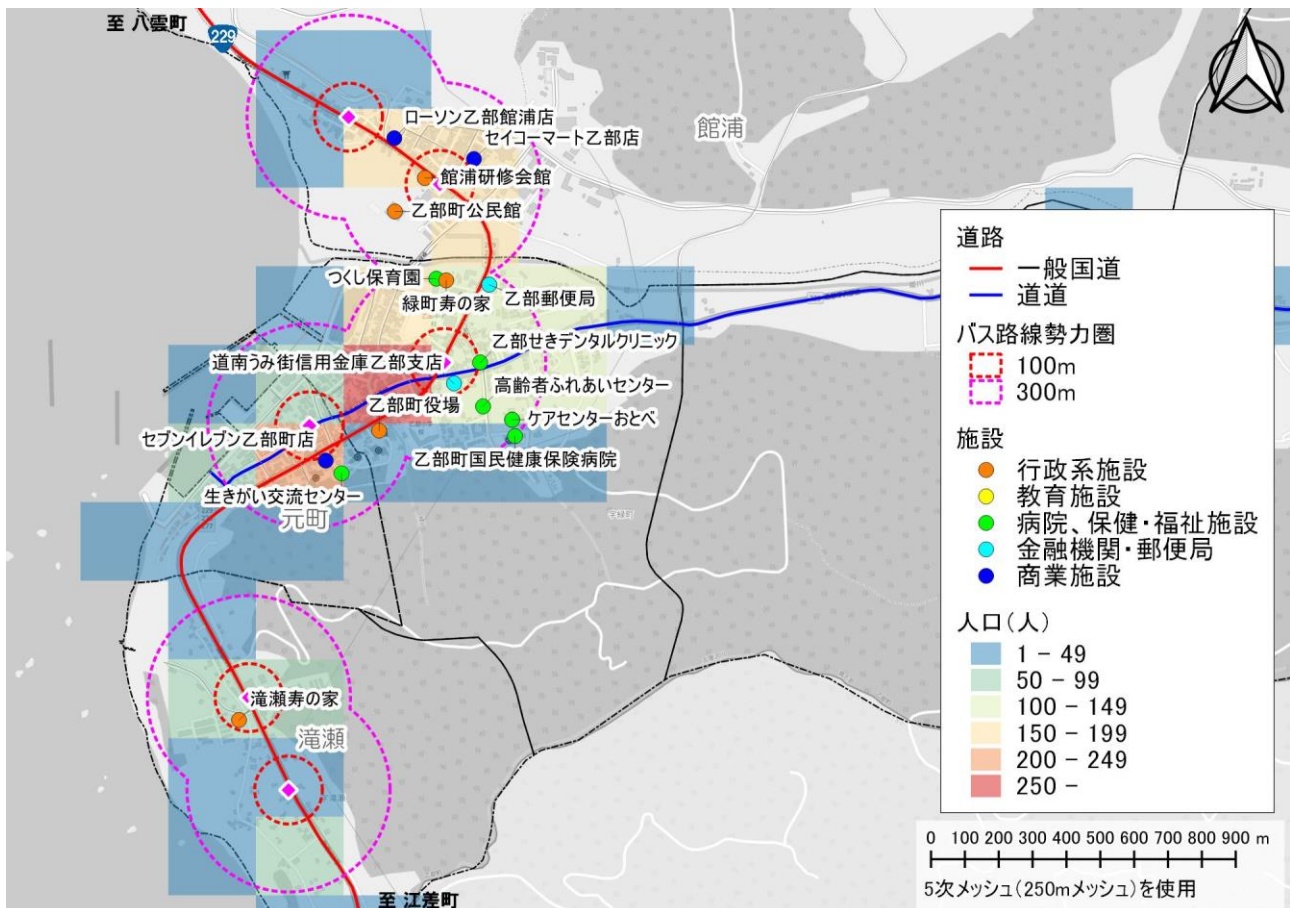 至 八雲町
229
ローソン乙部館浦店
セイコーマート乙部店
館浦
館浦研修会館
乙部町公民館
つくし保育園
緑町寿の家
乙部郵便局
乙部せきデンタルクリニック
道南うみ街信用金庫乙部支店
高齢者ふれあいセンター
乙部町役場
ケアセンターおとべ
セブンイレブン乙部町店
乙部町国民健康保険病院
生きがい交流センター
元町
滝瀬寿の家
滝瀬
至 江差町
道路
一般国道
道道
バス路線勢力圏
100m
300m
施設
行政系施設
教育施設
病院、保健・福祉施設
金融機関・郵便局
商業施設
人口(人)
1 - 49
50 - 99
100 - 149
150 - 199
200 - 249
250 -
0 100 200 300 400 500 600 700 800 900 m
5次メッシュ(250mメッシュ)を使用